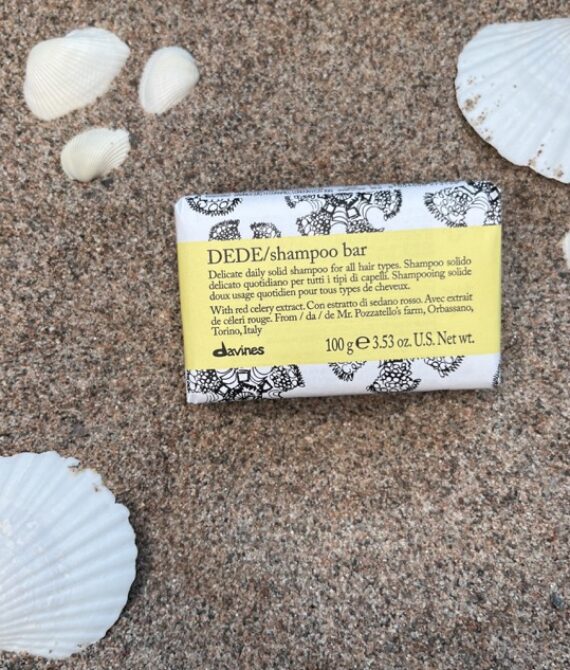 DEDE/shampoo bar
Delicate daily solid shampoo for all hair types. Shampoo solido
delicato quotidiano per tutti i tipi di capelli. Shampooing solide
doux usage quotidien pour tous types de cheveux.
With red celery extract. Con estratto di sedano rosso. Avec extrait
de céleri rouge. From / da / de Mr. Pozzatello's farm, Orbassano,
Torino, Italy
davines
100 g ℮ 3.53 oz. U.S. Net wt.